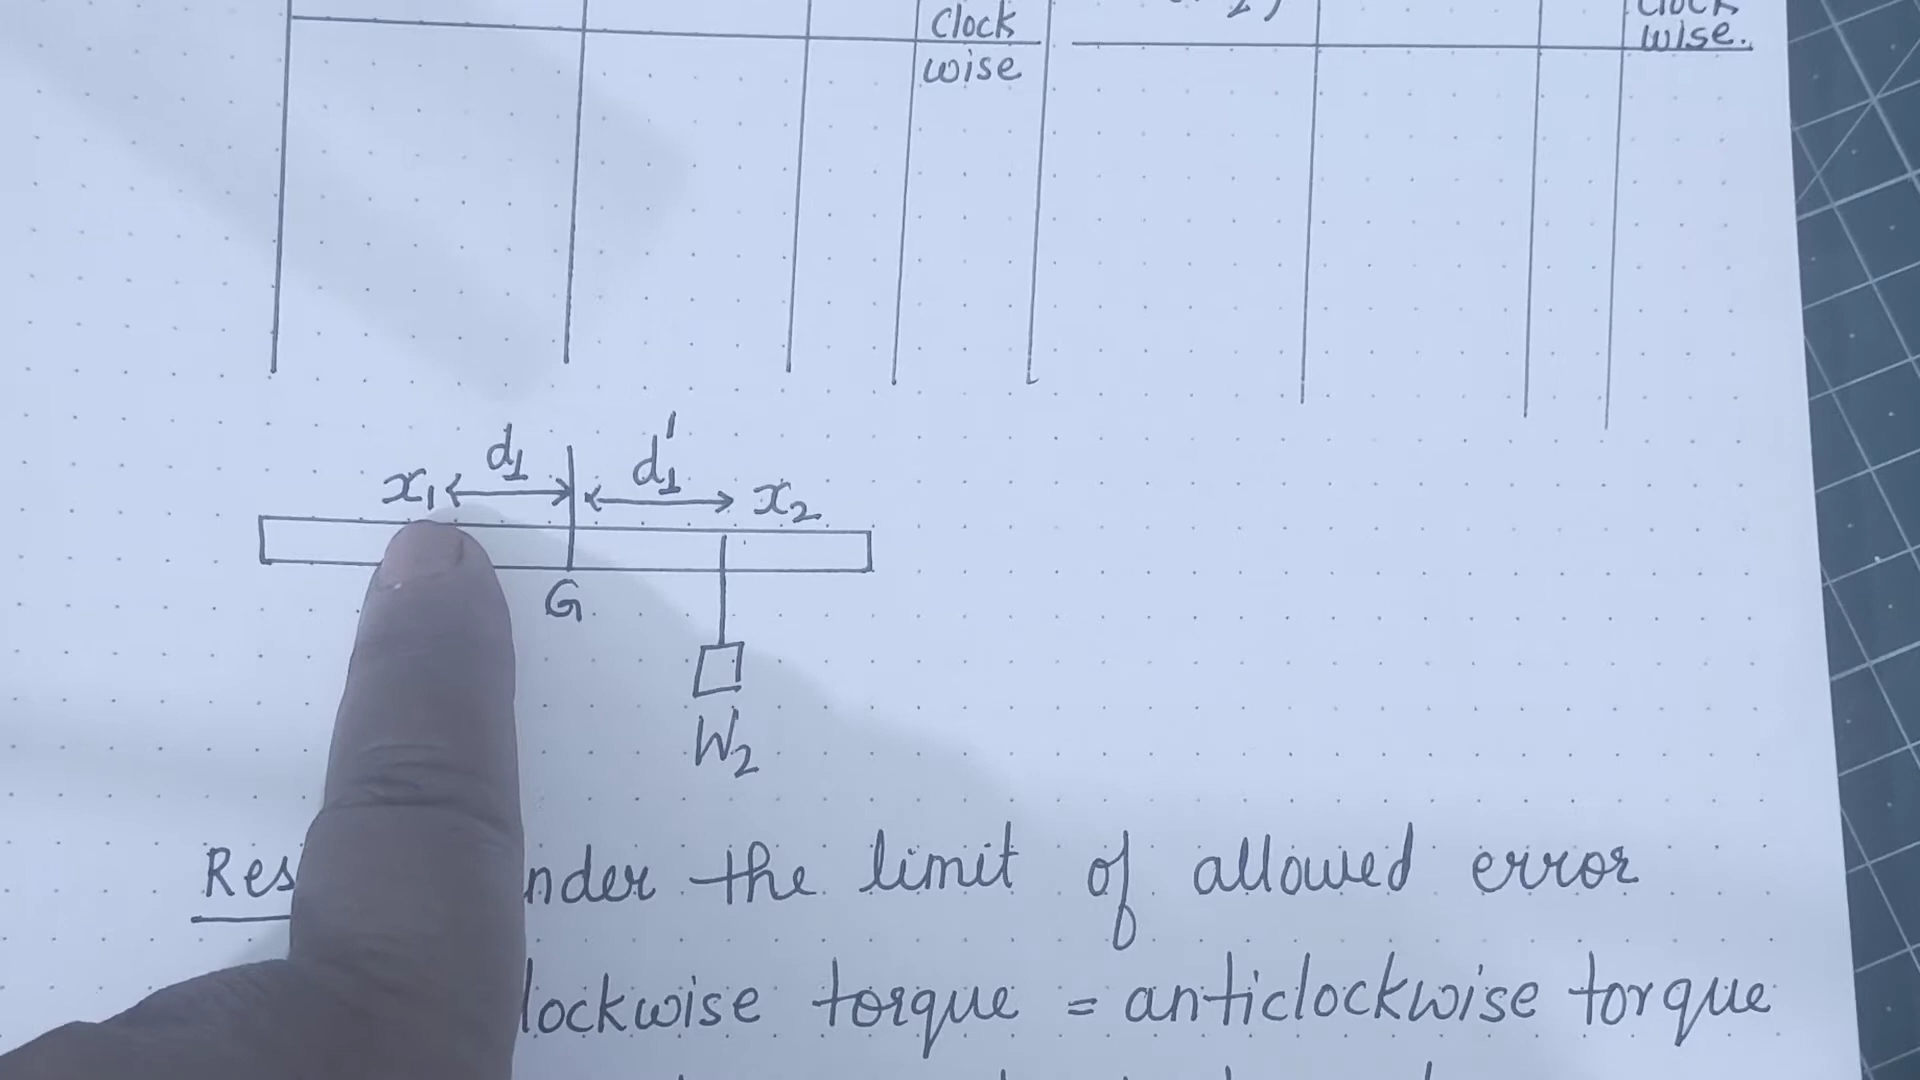 Clock
wise
wise.
d1 d1'
x1 x2
G
W2
Res nder the limit of allowed error
lockwise torque = anticlockwise torque